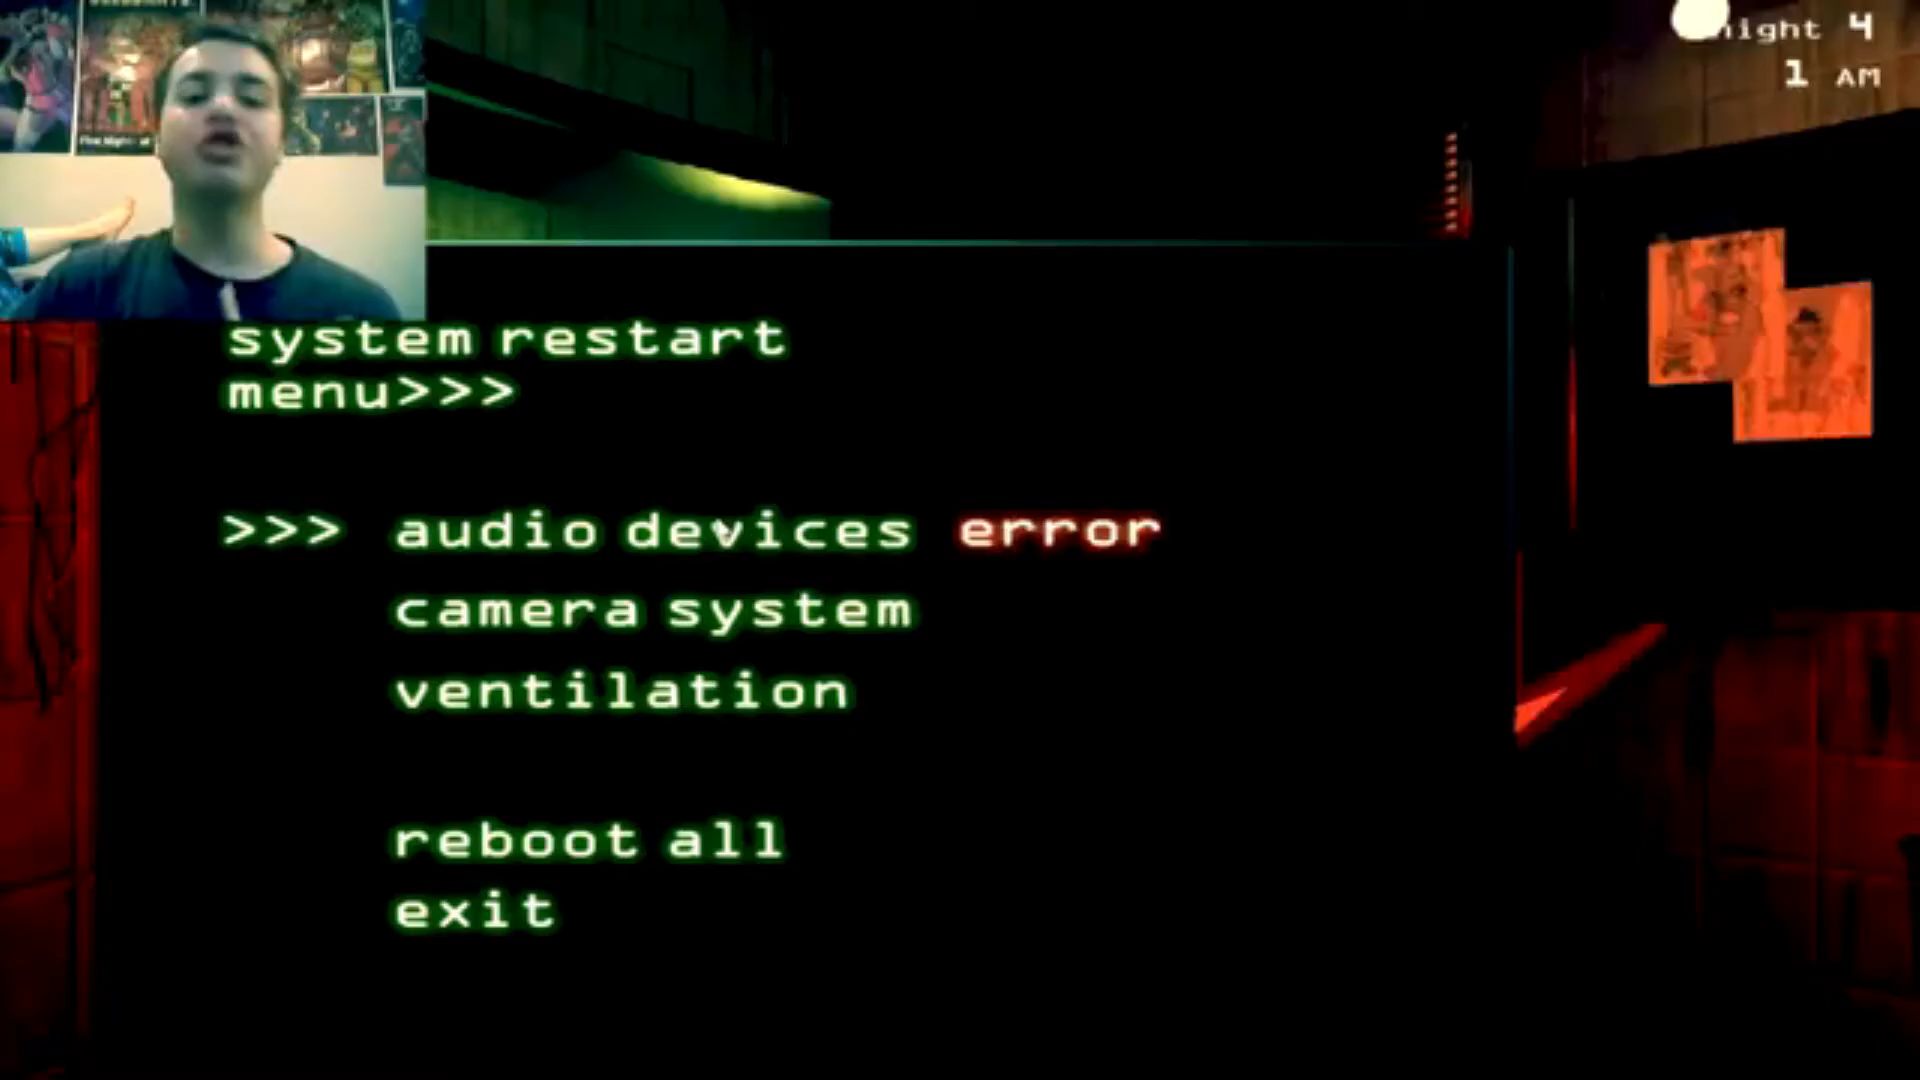 night 4
1 AM
system restart
menu>>>
>>> audio devices error
camera system
ventilation
reboot all
exit